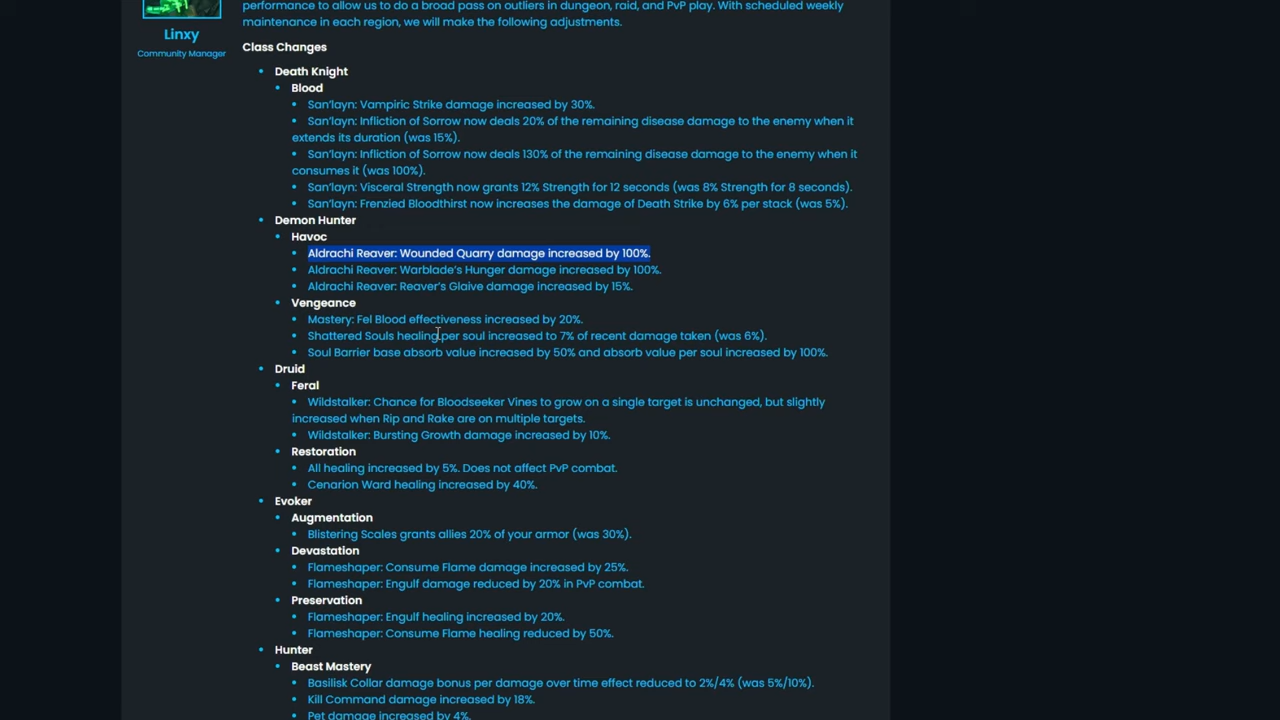 performance to allow us to do a broad pass on outliers in dungeon, raid, and PvP play. With scheduled weekly
maintenance in each region, we will make the following adjustments.
Linxy
Community Manager
Class Changes
Death Knight
Blood
San'layn: Vampiric Strike damage increased by 30%.
San'layn: Infliction of Sorrow now deals 20% of the remaining disease damage to the enemy when it
extends its duration (was 15%).
San'layn: Infliction of Sorrow now deals 130% of the remaining disease damage to the enemy when it
consumes it (was 100%).
San'layn: Visceral Strength now grants 12% Strength for 12 seconds (was 8% Strength for 8 seconds).
San'layn: Frenzied Bloodthirst now increases the damage of Death Strike by 6% per stack (was 5%).
Demon Hunter
Havoc
Aldrachi Reaver: Wounded Quarry damage increased by 100%.
Aldrachi Reaver: Warblade's Hunger damage increased by 100%.
Aldrachi Reaver: Reaver's Glaive damage increased by 15%.
Vengeance
Mastery: Fel Blood effectiveness increased by 20%.
Shattered Souls healing per soul increased to 7% of recent damage taken (was 6%).
Soul Barrier base absorb value increased by 50% and absorb value per soul increased by 100%.
Druid
Feral
Wildstalker: Chance for Bloodseeker Vines to grow on a single target is unchanged, but slightly
increased when Rip and Rake are on multiple targets.
Wildstalker: Bursting Growth damage increased by 10%.
Restoration
All healing increased by 5%. Does not affect PvP combat.
Cenarion Ward healing increased by 40%.
Evoker
Augmentation
Blistering Scales grants allies 20% of your armor (was 30%).
Devastation
Flameshaper: Consume Flame damage increased by 25%.
Flameshaper: Engulf damage reduced by 20% in PvP combat.
Preservation
Flameshaper: Engulf healing increased by 20%.
Flameshaper: Consume Flame healing reduced by 50%.
Hunter
Beast Mastery
Basilisk Collar damage bonus per damage over time effect reduced to 2%/4% (was 5%/10%).
Kill Command damage increased by 18%.
Pet damage increased by 4%.